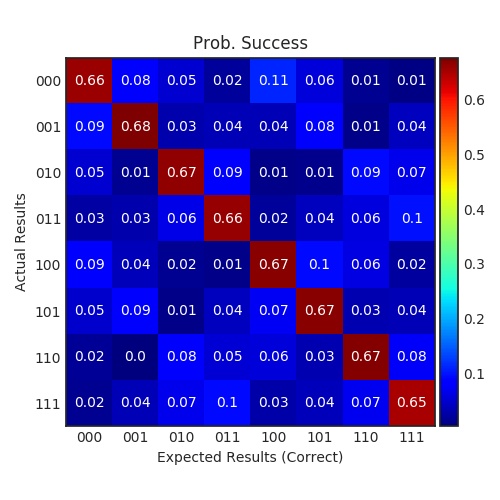 Prob. Success
000 0.66 0.08 0.05 0.02 0.11 0.06 0.01 0.01
001 0.09 0.68 0.03 0.04 0.04 0.08 0.01 0.04
010 0.05 0.01 0.67 0.09 0.01 0.01 0.09 0.07
011 0.03 0.03 0.06 0.66 0.02 0.04 0.06 0.1
100 0.09 0.04 0.02 0.01 0.67 0.1 0.06 0.02
101 0.05 0.09 0.01 0.04 0.07 0.67 0.03 0.04
110 0.02 0.0 0.08 0.05 0.06 0.03 0.67 0.08
111 0.02 0.04 0.07 0.1 0.03 0.04 0.07 0.65
000 001 010 011 100 101 110 111
Expected Results (Correct)
Actual Results
0.6
0.5
0.4
0.3
0.2
0.1